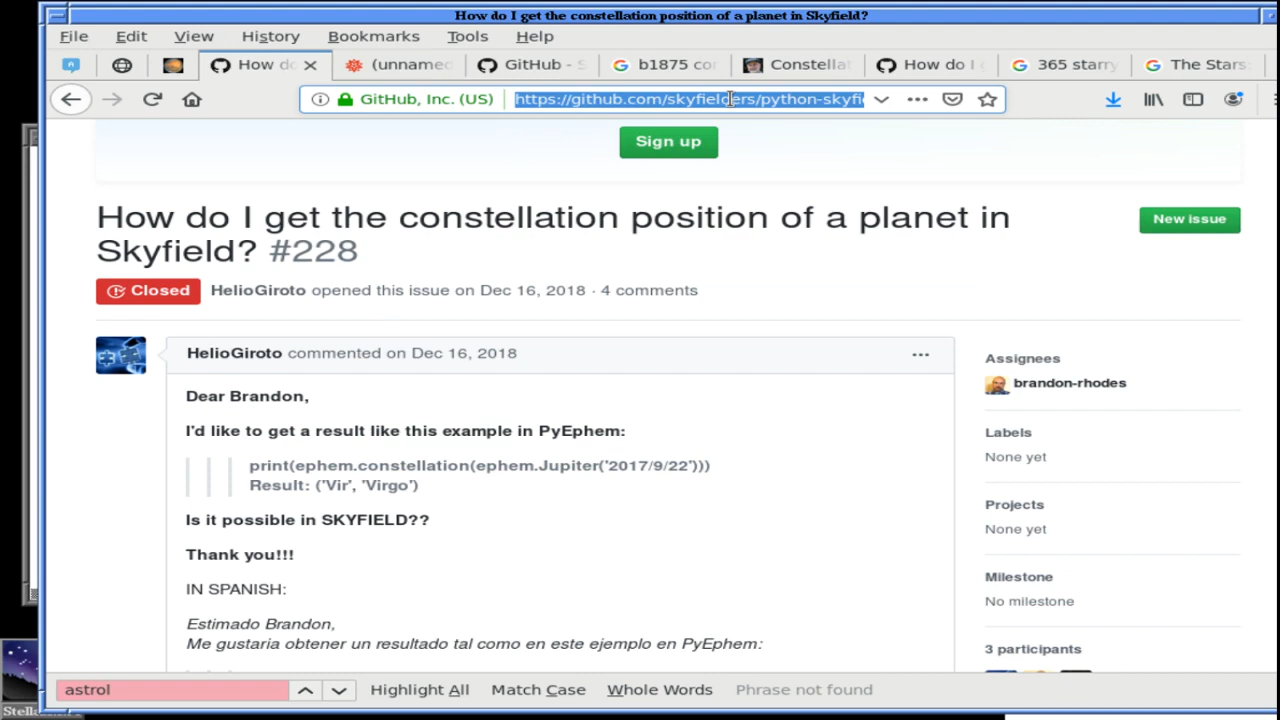 How do I get the constellation position of a planet in Skyfield?
File Edit View History Bookmarks Tools Help
How do (unname GitHub - S b1875 co Constella How do I 365 starry The Stars:
GitHub, Inc. (US) https://github.com/skyfielders/python-skyfi
Sign up
How do I get the constellation position of a planet in
Skyfield? #228
New issue
Closed HelioGiroto opened this issue on Dec 16, 2018 · 4 comments
HelioGiroto commented on Dec 16, 2018
Dear Brandon,
I'd like to get a result like this example in PyEphem:
print(ephem.constellation(ephem.Jupiter('2017/9/22')))
Result: ('Vir', 'Virgo')
Is it possible in SKYFIELD??
Thank you!!!
IN SPANISH:
Estimado Brandon,
Me gustaria obtener un resultado tal como en este ejemplo en PyEphem:
Assignees
brandon-rhodes
Labels
None yet
Projects
None yet
Milestone
No milestone
3 participants
astrol Highlight All Match Case Whole Words Phrase not found